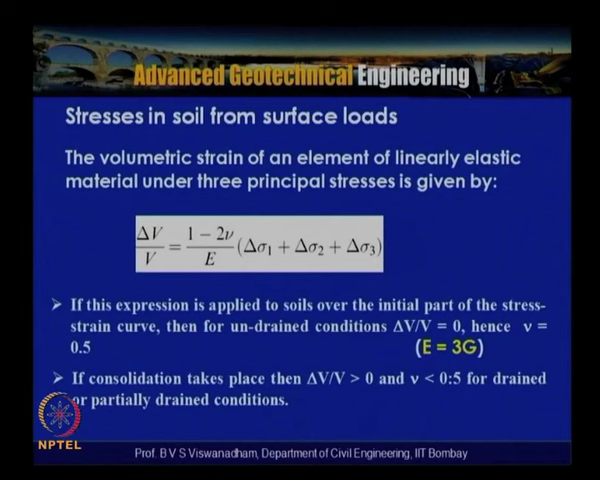 Advanced Geotechnical Engineering
Stresses in soil from surface loads
The volumetric strain of an element of linearly elastic
material under three principal stresses is given by:
ΔV/V = (1 − 2ν)/E (Δσ1 + Δσ2 + Δσ3)
➢ If this expression is applied to soils over the initial part of the stress-
strain curve, then for un-drained conditions ΔV/V = 0, hence ν =
0.5 (E = 3G)
➢ If consolidation takes place then ΔV/V > 0 and ν < 0:5 for drained
or partially drained conditions.
NPTEL
Prof. B V S Viswanadham, Department of Civil Engineering, IIT Bombay